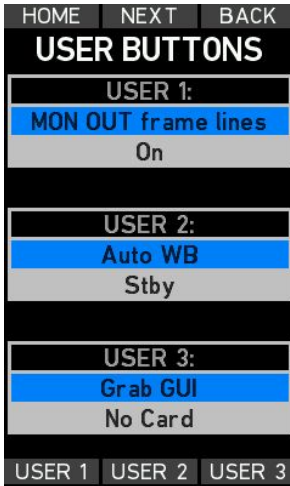 HOME NEXT BACK
USER BUTTONS
USER 1:
MON OUT frame lines
On
USER 2:
Auto WB
Stby
USER 3:
Grab GUI
No Card
USER 1 USER 2 USER 3